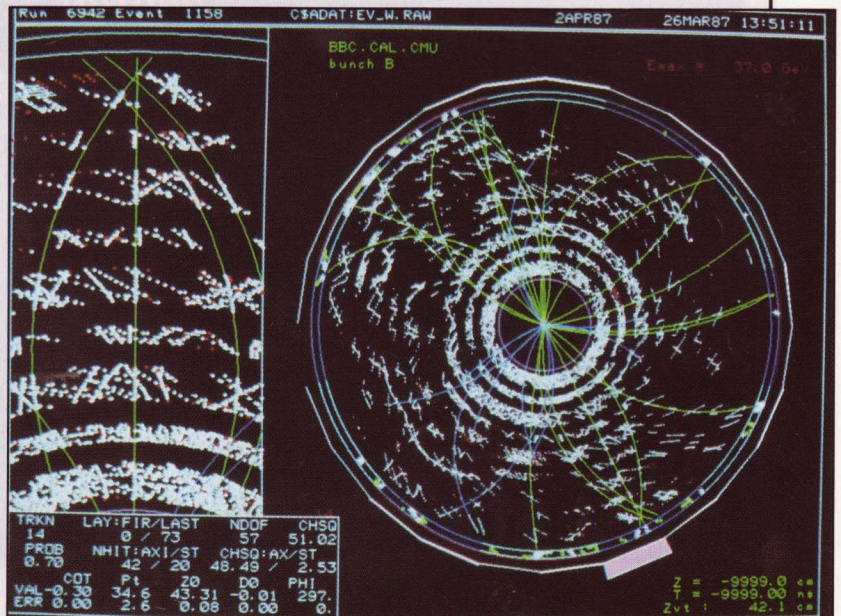 Run 6942 Event 1158 C$ADAT:EV_W.RAW 2APR87 26MAR87 13:51:11
BBC.CAL.CMU
bunch B
Emax = 37.0 GeV
TRKN LAY:FIR/LAST NDOF CHSQ
14 0 / 73 57 51.02
PROB NHIT:AXI/ST CHSQ:AX/ST
0.70 42 / 20 48.49 / 2.53
COT Pt Z0 D0 PHI
VAL-0.30 34.6 43.31 -0.01 297.
ERR 0.00 2.6 0.08 0.00 0.
Z = -9999.0 cm
T = -9999.00 ns
Zvt : 42.1 cm